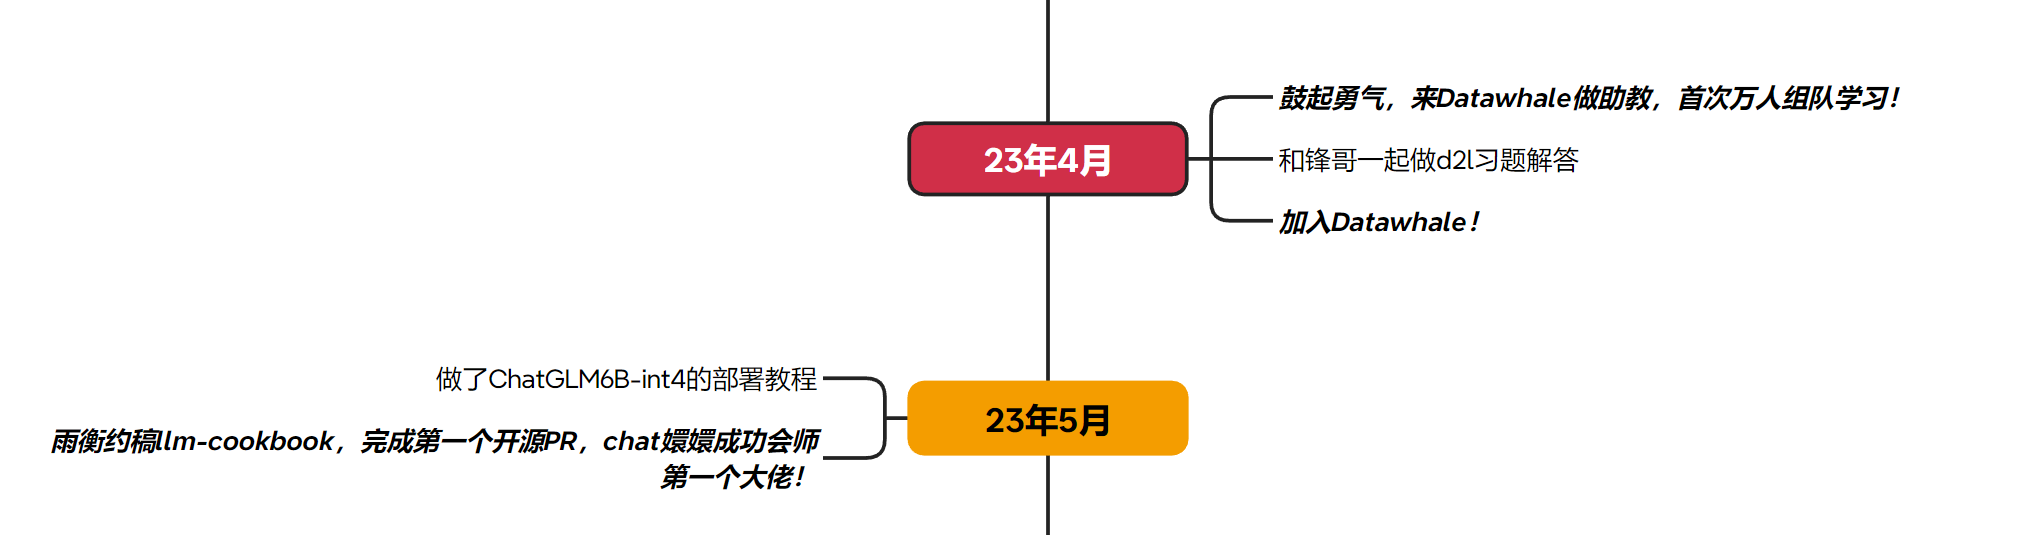 23年4月
鼓起勇气，来Datawhale做助教，首次万人组队学习！
和锋哥一起做d2l习题解答
加入Datawhale！
23年5月
做了ChatGLM6B-int4的部署教程
雨衡约稿llm-cookbook，完成第一个开源PR，chat嬛嬛成功会师
第一个大佬！